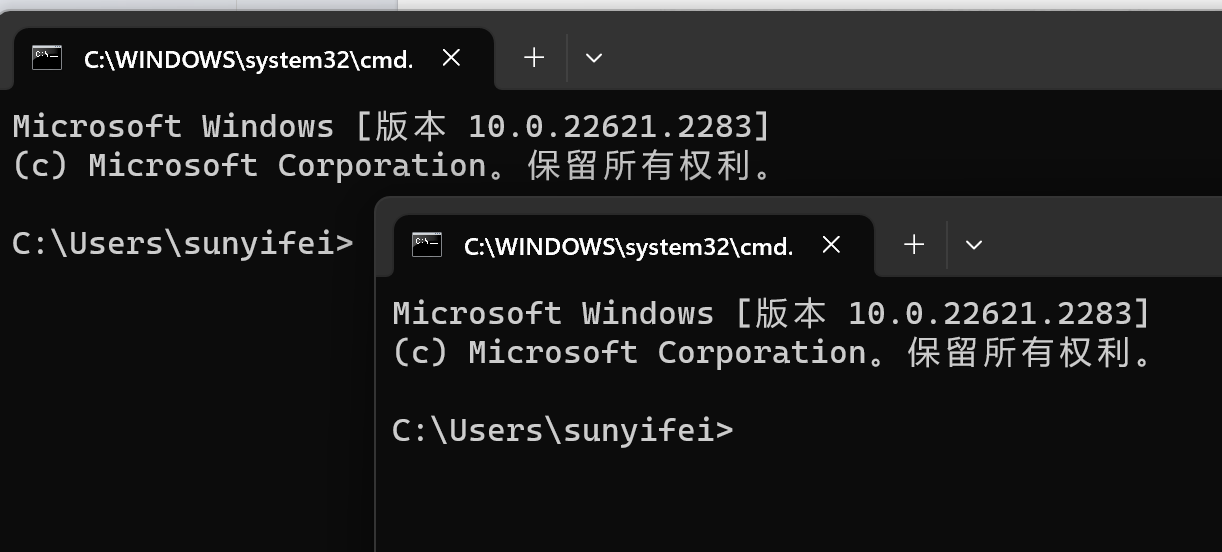 C:\WINDOWS\system32\cmd.
Microsoft Windows [版本 10.0.22621.2283]
(c) Microsoft Corporation。保留所有权利。
C:\Users\sunyifei>
C:\WINDOWS\system32\cmd.
Microsoft Windows [版本 10.0.22621.2283]
(c) Microsoft Corporation。保留所有权利。
C:\Users\sunyifei>